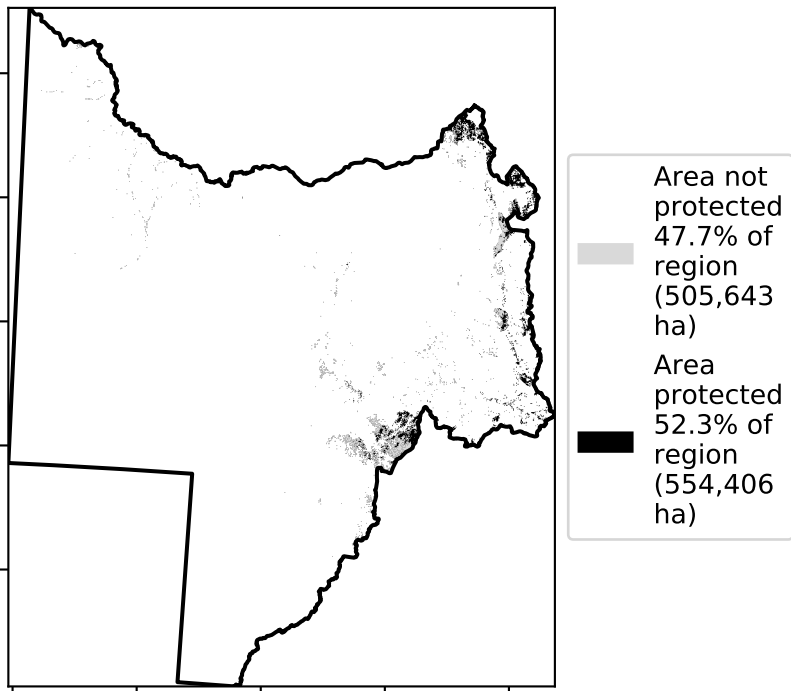 Area not
protected
47.7% of
region
(505,643
ha)
Area
protected
52.3% of
region
(554,406
ha)